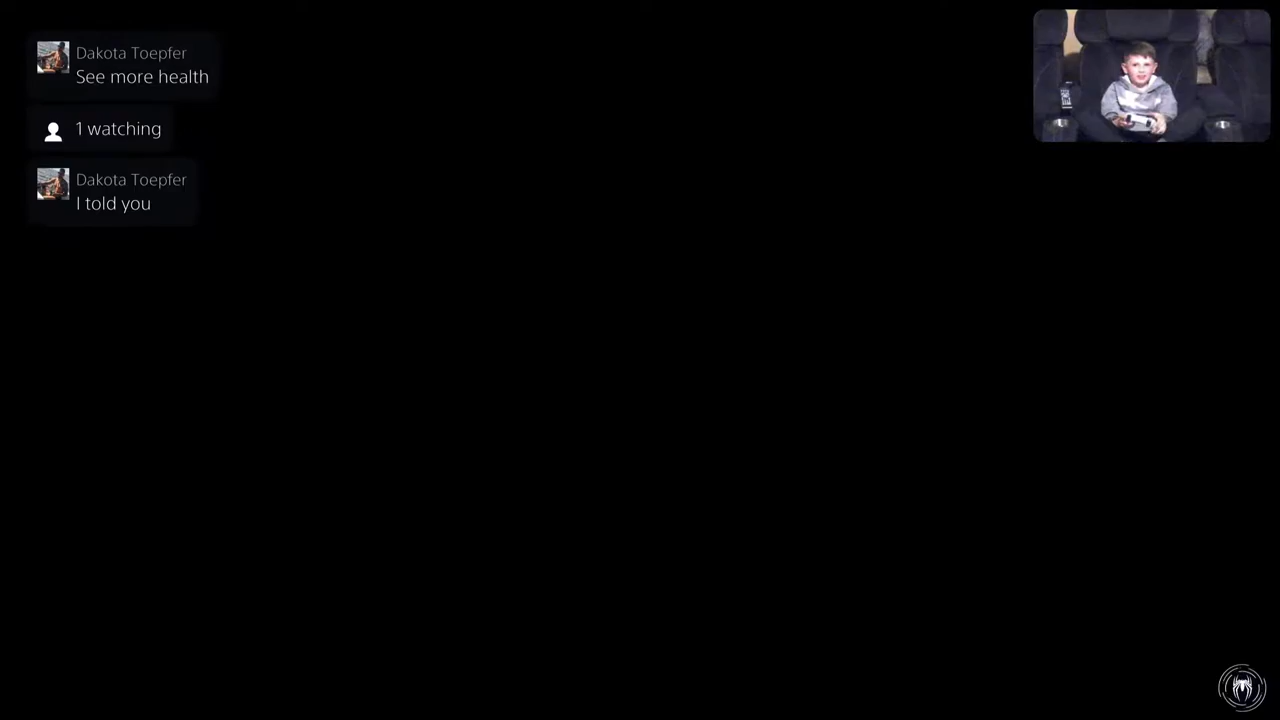 Dakota Toepfer
See more health
1 watching
Dakota Toepfer
I told you